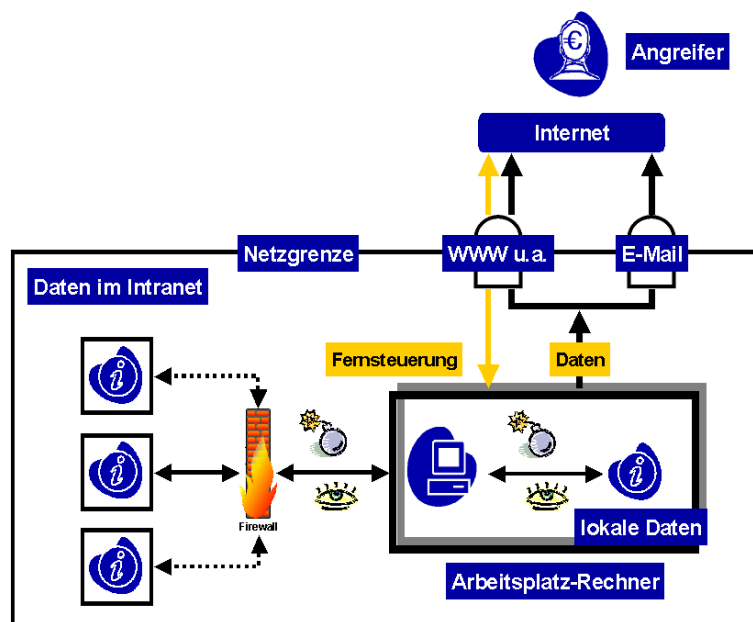 Angreifer
Internet
Netzgrenze
WWW u.a.
E-Mail
Daten im Intranet
Fernsteuerung
Daten
Firewall
lokale Daten
Arbeitsplatz-Rechner